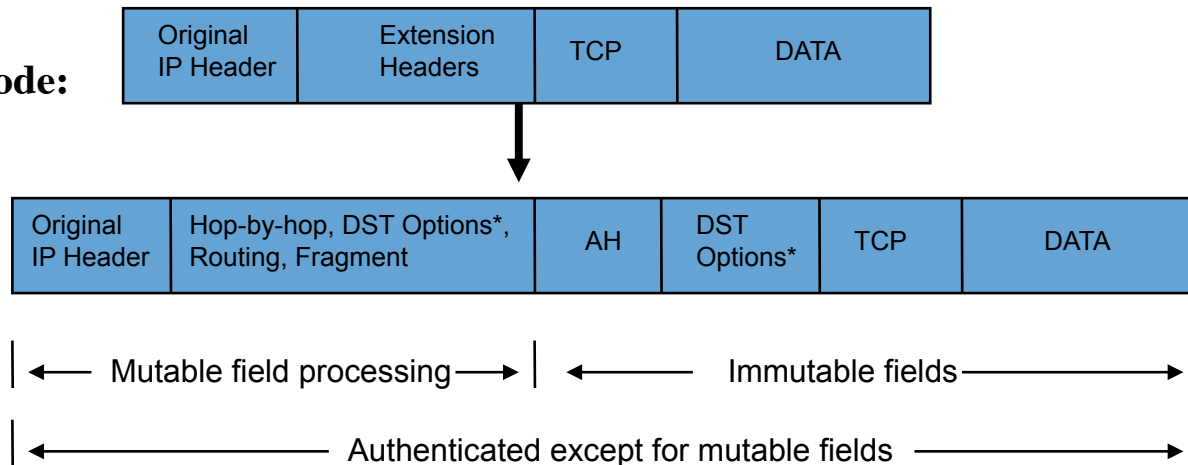 Original
IP Header
Extension
Headers
TCP
DATA
ode:
Original
IP Header
Hop-by-hop, DST Options*,
Routing, Fragment
AH
DST
Options*
TCP
DATA
Mutable field processing
Immutable fields
Authenticated except for mutable fields